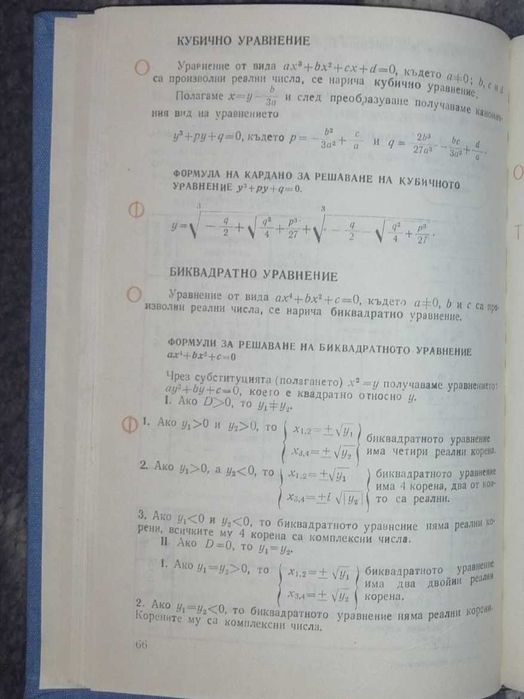 КУБИЧНО УРАВНЕНИЕ
О Уравнение от вида ax³+bx²+cx+d=0, където a≠0; b, c и d
са произволни реални числа, се нарича кубично уравнение.
Полагаме x=y−b/3a и след преобразуване получаваме канонич-
ния вид на уравнението
y³+py+q=0, където p=−b²/3a²+c/a и q=2b³/27a³−bc/3a²+d/a.
ФОРМУЛА НА КАРДАНО ЗА РЕШАВАНЕ НА КУБИЧНОТО
УРАВНЕНИЕ y³+py+q=0.
Ф y=∛(−q/2+√(q²/4+p³/27))+∛(−q/2−√(q²/4+p³/27)).
БИКВАДРАТНО УРАВНЕНИЕ
О Уравнение от вида ax⁴+bx²+c=0, където a≠0, b и c са про-
изволни реални числа, се нарича биквадратно уравнение.
ФОРМУЛИ ЗА РЕШАВАНЕ НА БИКВАДРАТНОТО УРАВНЕНИЕ
ax⁴+bx²+c=0
Чрез субституцията (полагането) x²=y получаваме уравнението:
ay²+by+c=0, което е квадратно относно y.
I. Ако D>0, то y₁≠y₂.
Ф 1. Ако y₁>0 и y₂>0, то { x₁,₂=±√y₁ } биквадратното уравнение
{ x₃,₄=±√y₂ } има четири реални корена.
2. Ако y₁>0, а y₂<0, то { x₁,₂=±√y₁ } биквадратното уравнение
има 4 корена, два от кои-
{ x₃,₄=±i √|y₂| } то са реални.
3. Ако y₁<0 и y₂<0, то биквадратното уравнение няма реални ко-
рени, всичките му 4 корена са комплексни числа.
II. Ако D=0, то y₁=y₂.
1. Ако y₁=y₂>0, то { x₁,₂=±√y₁ } биквадратното уравнение
има два двойни реални
{ x₃,₄=±√y₂ } корена.
2. Ако y₁=y₂<0, то биквадратното уравнение няма реални корени.
Корените му са комплексни числа.
66